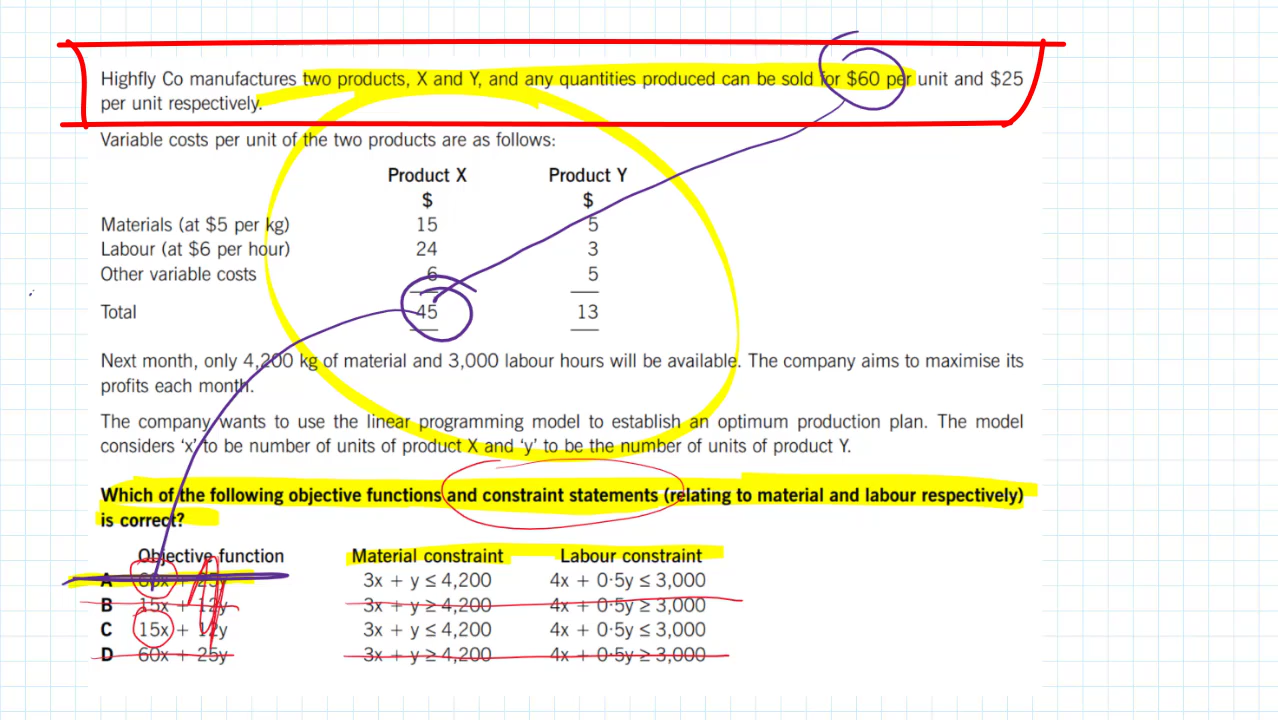 Highfly Co manufactures two products, X and Y, and any quantities produced can be sold for $60 per unit and $25
per unit respectively.
Variable costs per unit of the two products are as follows:
Product X Product Y
$ $
Materials (at $5 per kg) 15 5
Labour (at $6 per hour) 24 3
Other variable costs 6 5
Total 45 13
Next month, only 4,200 kg of material and 3,000 labour hours will be available. The company aims to maximise its
profits each month.
The company wants to use the linear programming model to establish an optimum production plan. The model
considers ‘x’ to be number of units of product X and ‘y’ to be the number of units of product Y.
Which of the following objective functions and constraint statements (relating to material and labour respectively)
is correct?
Objective function Material constraint Labour constraint
A 60x + 25y 3x + y ≤ 4,200 4x + 0·5y ≤ 3,000
B 15x + 12y 3x + y ≥ 4,200 4x + 0·5y ≥ 3,000
C 15x + 12y 3x + y ≤ 4,200 4x + 0·5y ≤ 3,000
D 60x + 25y 3x + y ≥ 4,200 4x + 0·5y ≥ 3,000